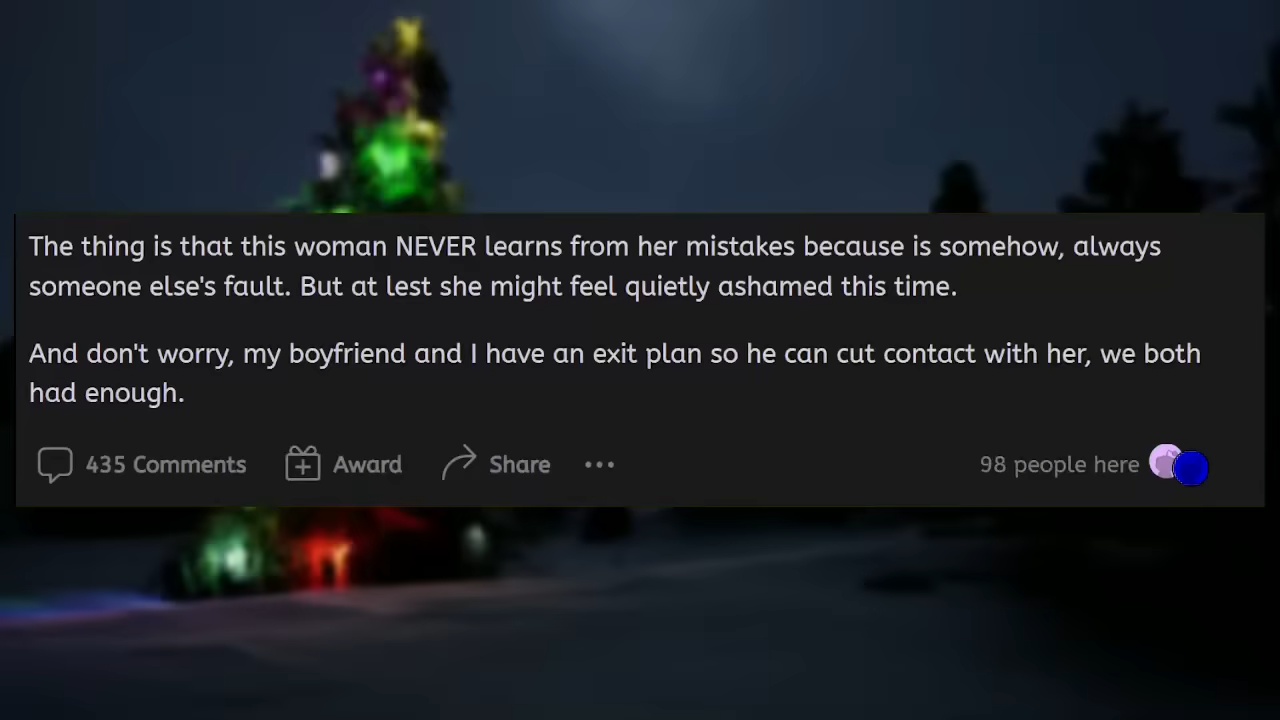 The thing is that this woman NEVER learns from her mistakes because is somehow, always
someone else's fault. But at lest she might feel quietly ashamed this time.
And don't worry, my boyfriend and I have an exit plan so he can cut contact with her, we both
had enough.
435 Comments Award Share ••• 98 people here